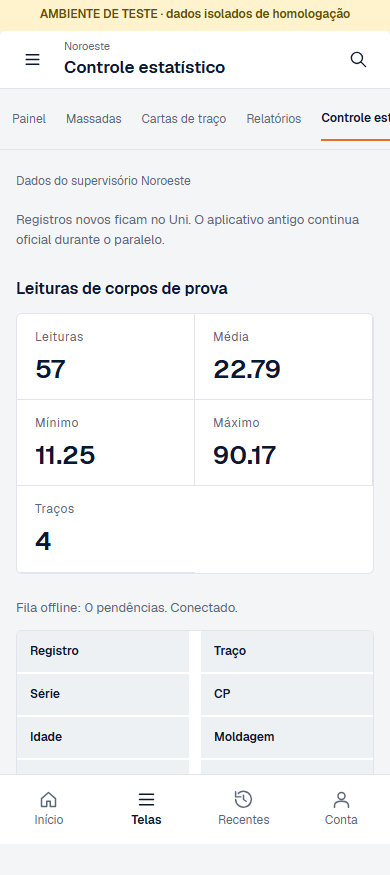 AMBIENTE DE TESTE · dados isolados de homologação
Noroeste
Controle estatístico
Painel Massadas Cartas de traço Relatórios Controle est
Dados do supervisório Noroeste
Registros novos ficam no Uni. O aplicativo antigo continua
oficial durante o paralelo.
Leituras de corpos de prova
Leituras Média
57 22.79
Mínimo Máximo
11.25 90.17
Traços
4
Fila offline: 0 pendências. Conectado.
Registro Traço
Série CP
Idade Moldagem
Início Telas Recentes Conta